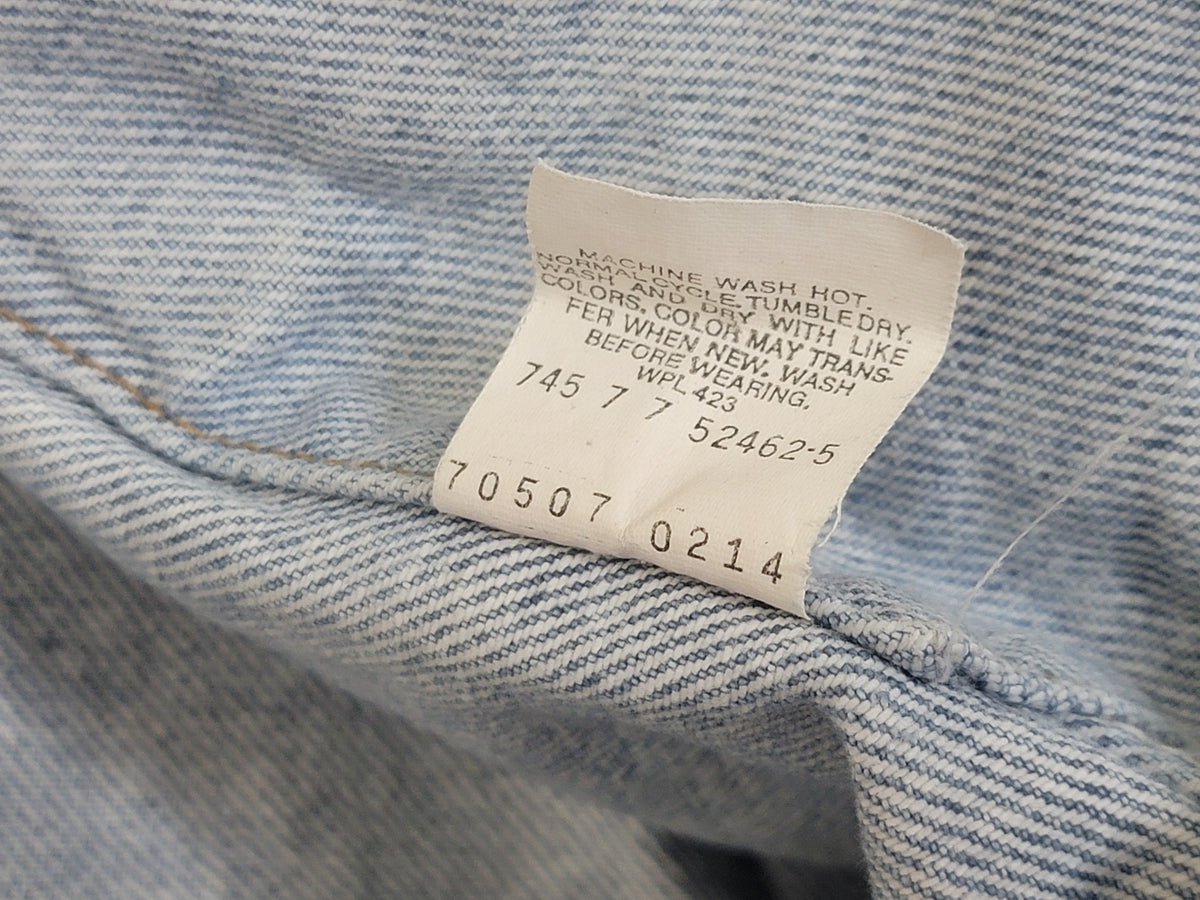 MACHINE WASH HOT.
NORMAL CYCLE. TUMBLE DRY.
WASH AND DRY WITH LIKE
COLORS. COLOR MAY TRANS-
FER WHEN NEW. WASH
BEFORE WEARING.
WPL 423
745 7 7 52462-5
70507 0214